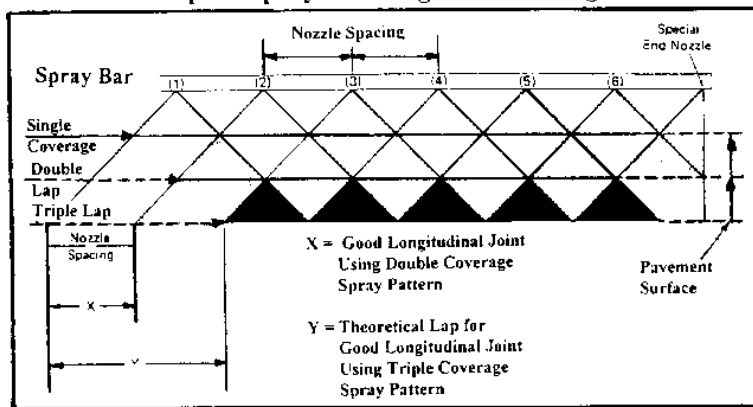 Nozzle Spacing
Special
End Nozzle
Spray Bar
(1) (2) (3) (4) (5) (6)
Single
Coverage
Double
Lap
Triple Lap
Nozzle
Spacing
X
Y
X = Good Longitudinal Joint
Using Double Coverage
Spray Pattern
Y = Theoretical Lap for
Good Longitudinal Joint
Using Triple Coverage
Spray Pattern
Pavement
Surface